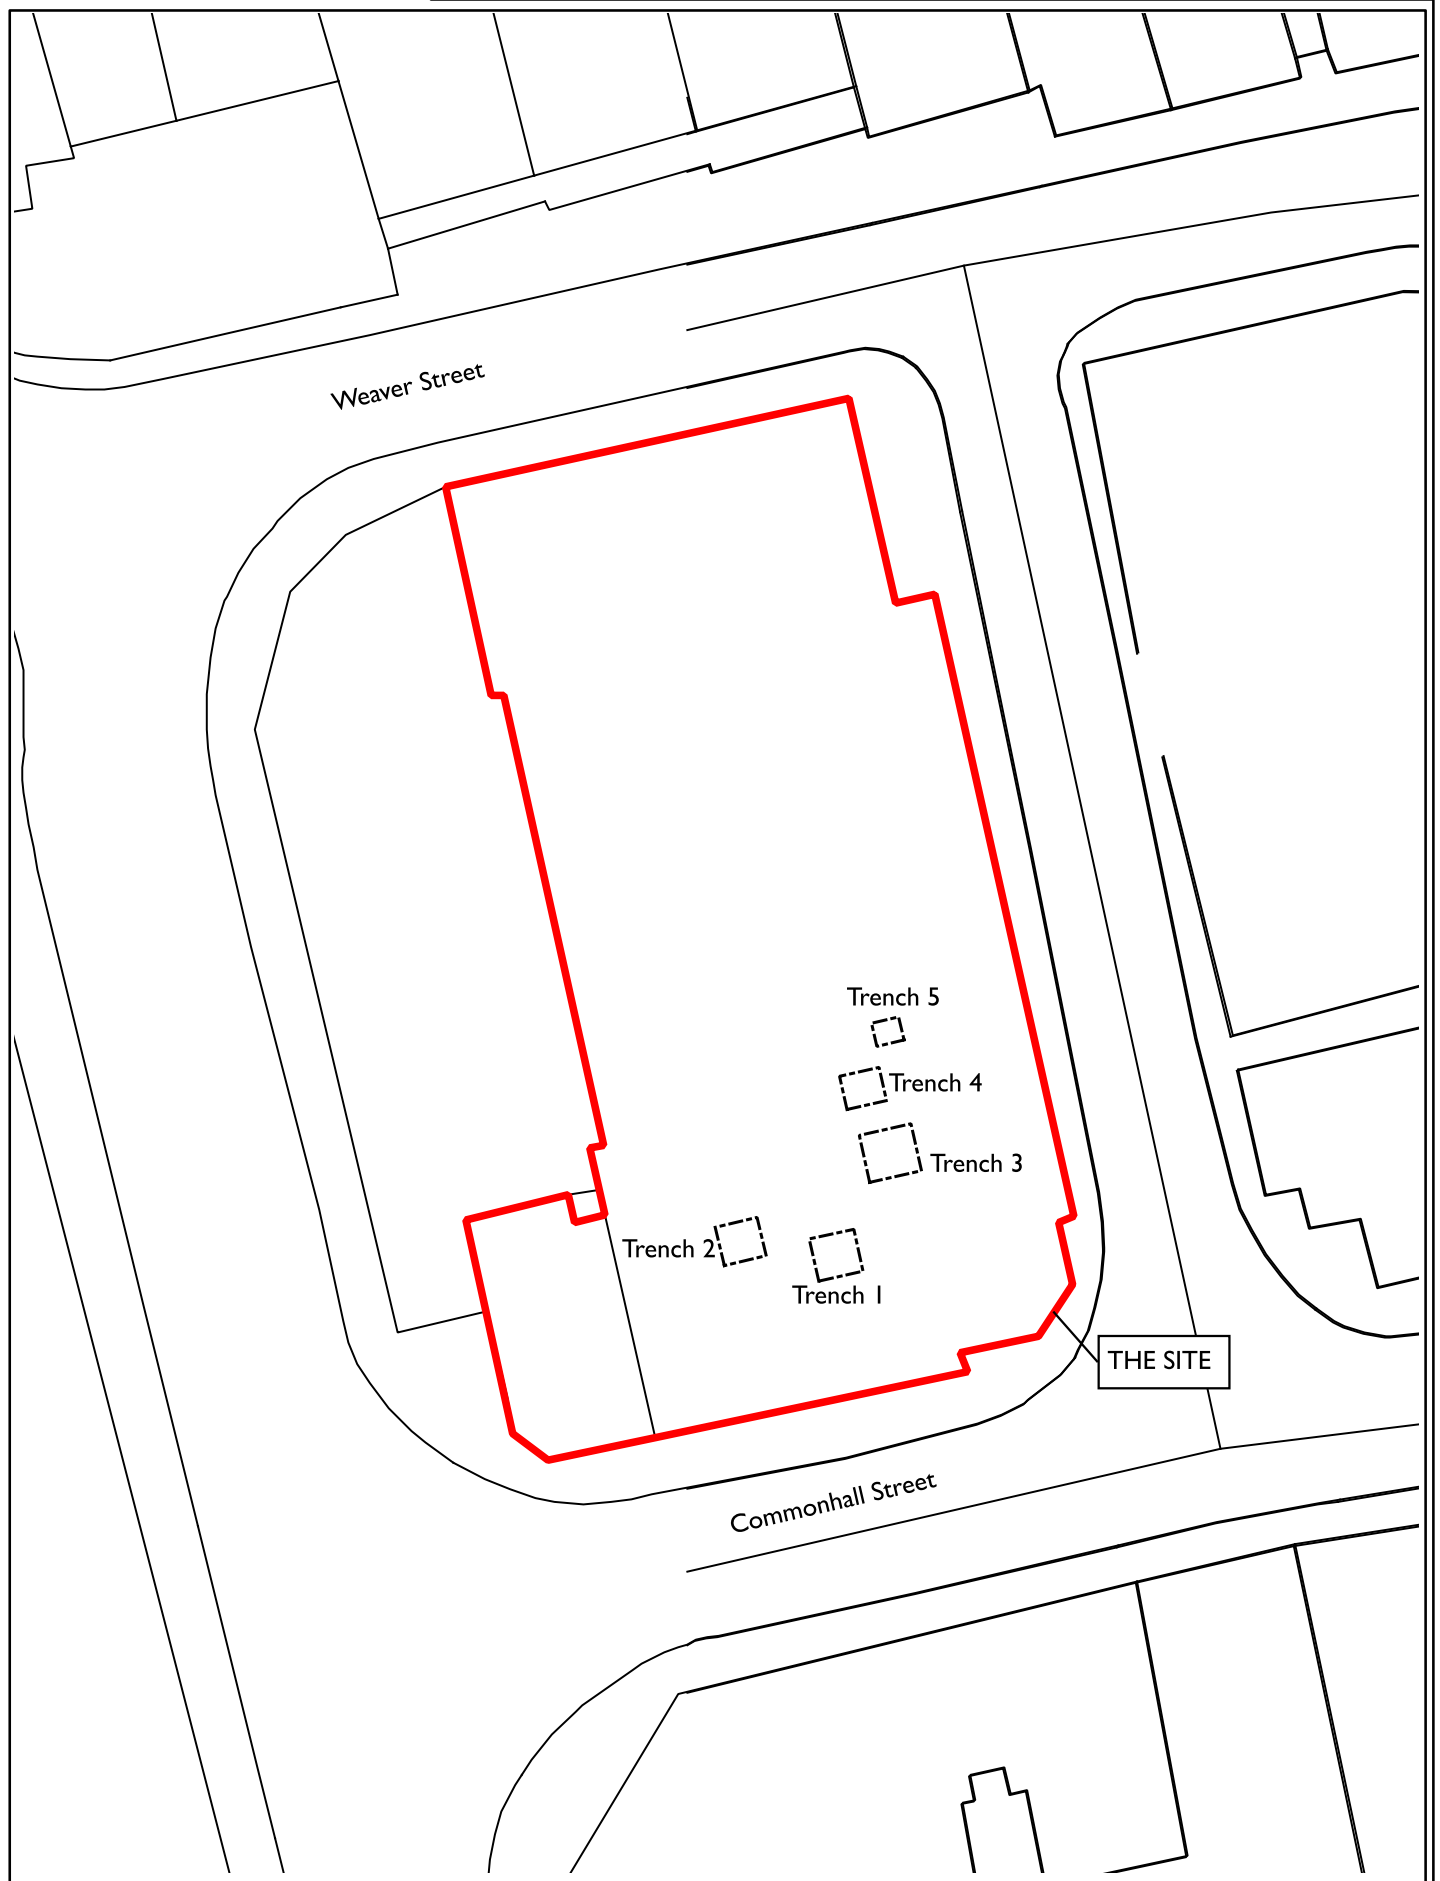 Weaver Street
Trench 5
Trench 4
Trench 3
Trench 2
Trench 1
THE SITE
Commonhall Street